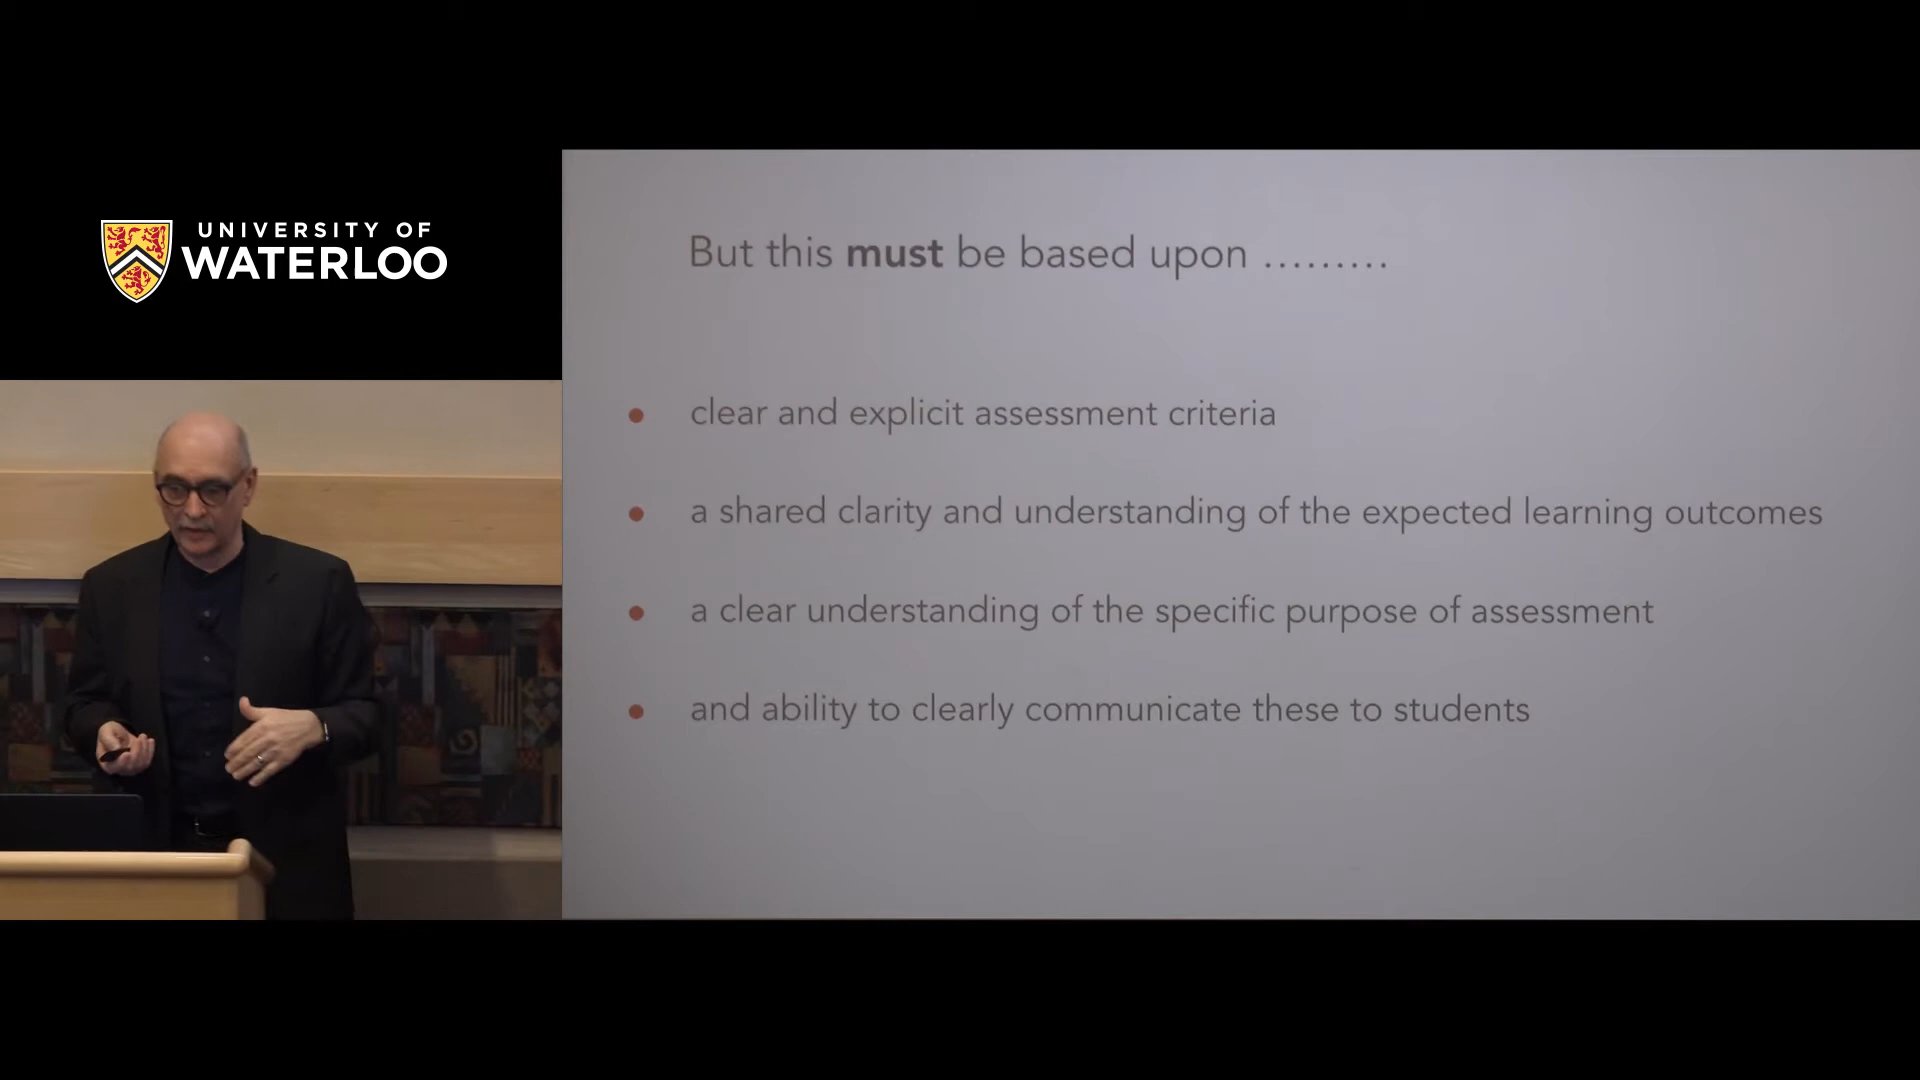 UNIVERSITY OF
WATERLOO
But this must be based upon .........
• clear and explicit assessment criteria
• a shared clarity and understanding of the expected learning outcomes
• a clear understanding of the specific purpose of assessment
• and ability to clearly communicate these to students